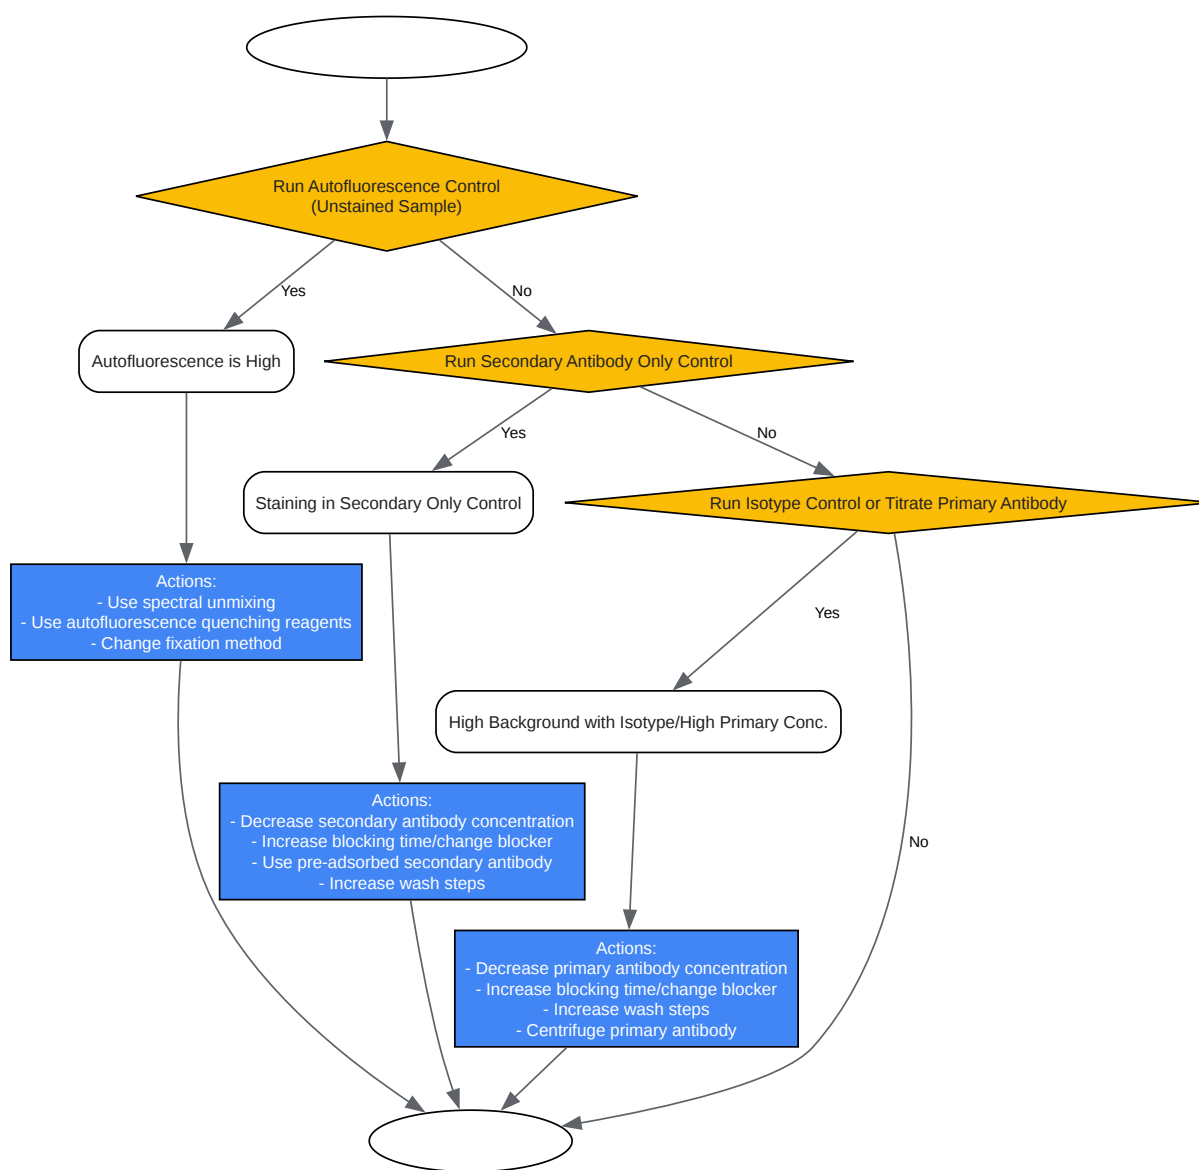 Run Autofluorescence Control
(Unstained Sample)
Yes
No
Autofluorescence is High
Run Secondary Antibody Only Control
Yes
No
Staining in Secondary Only Control
Run Isotype Control or Titrate Primary Antibody
Actions:
- Use spectral unmixing
- Use autofluorescence quenching reagents
- Change fixation method
Yes
High Background with Isotype/High Primary Conc.
Actions:
- Decrease secondary antibody concentration
- Increase blocking time/change blocker
- Use pre-adsorbed secondary antibody
- Increase wash steps
No
Actions:
- Decrease primary antibody concentration
- Increase blocking time/change blocker
- Increase wash steps
- Centrifuge primary antibody